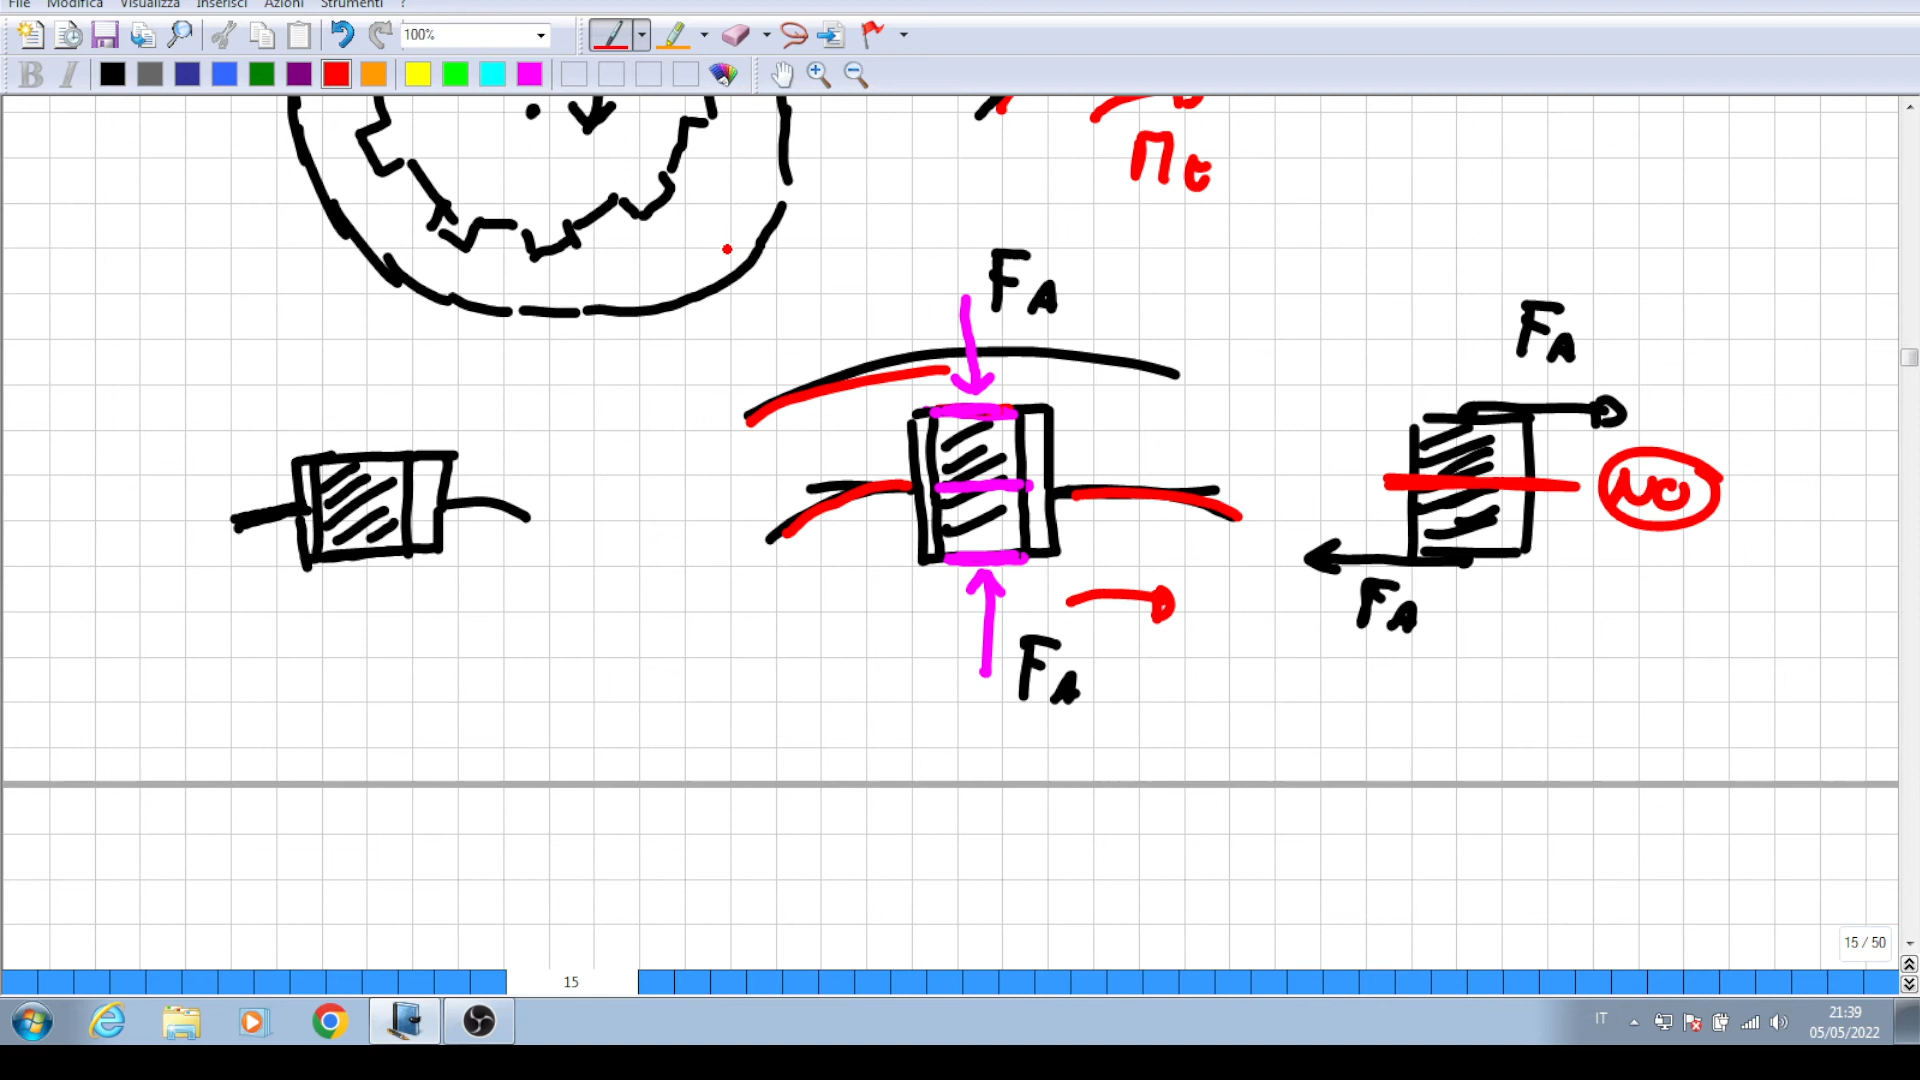 File Modifica Visualizza Inserisci Azioni Strumenti ?
100%
B I
Mt
FA
FA
NO
FA
FA
15 / 50
15
IT
21:39
05/05/2022